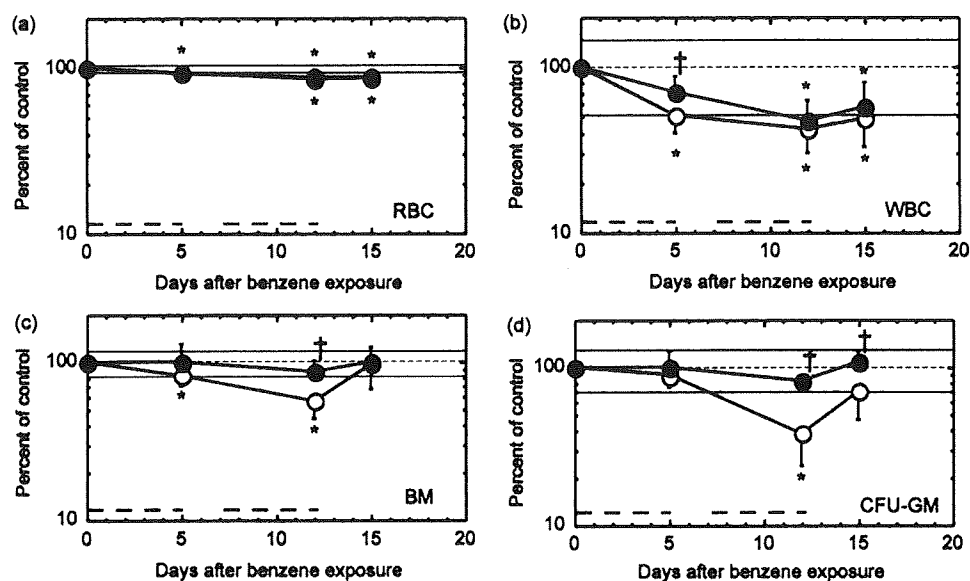 (a)
Percent of control
100
10
* * *
* *
RBC
0 5 10 15 20
Days after benzene exposure
(b)
Percent of control
100
10
†
* *
* * *
WBC
0 5 10 15 20
Days after benzene exposure
(c)
Percent of control
100
10
†
* *
BM
0 5 10 15 20
Days after benzene exposure
(d)
Percent of control
100
10
† †
*
CFU-GM
0 5 10 15 20
Days after benzene exposure